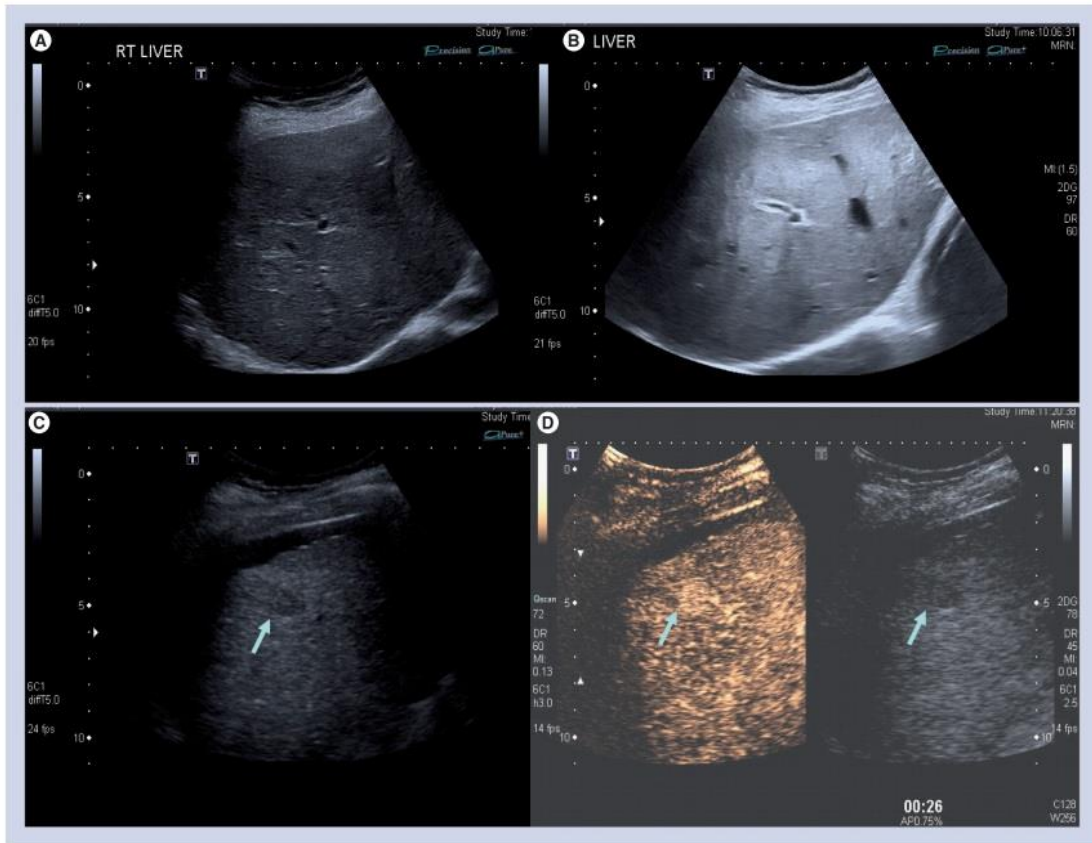 A
RT LIVER
Study Time:
Precision APure
T
0
5
10
6C1
diffT5.0
20 fps
B
LIVER
Study Time:10:06:31
MRN:
Precision APure+
T
0
5
10
MI:(1.5)
2DG
97
DR
60
6C1
diffT5.0
21 fps
C
Study Time
APure+
T
0
5
10
6C1
diffT5.0
24 fps
D
Study Time:11:20:38
MRN:
T
T
0
5
10
Qscan
72
DR
60
MI:
0.13
6C1
h3.0
14 fps
0
5
10
2DG
78
DR
45
MI:
0.04
6C1
2.5
14 fps
00:26
AP0.75%
C128
W256